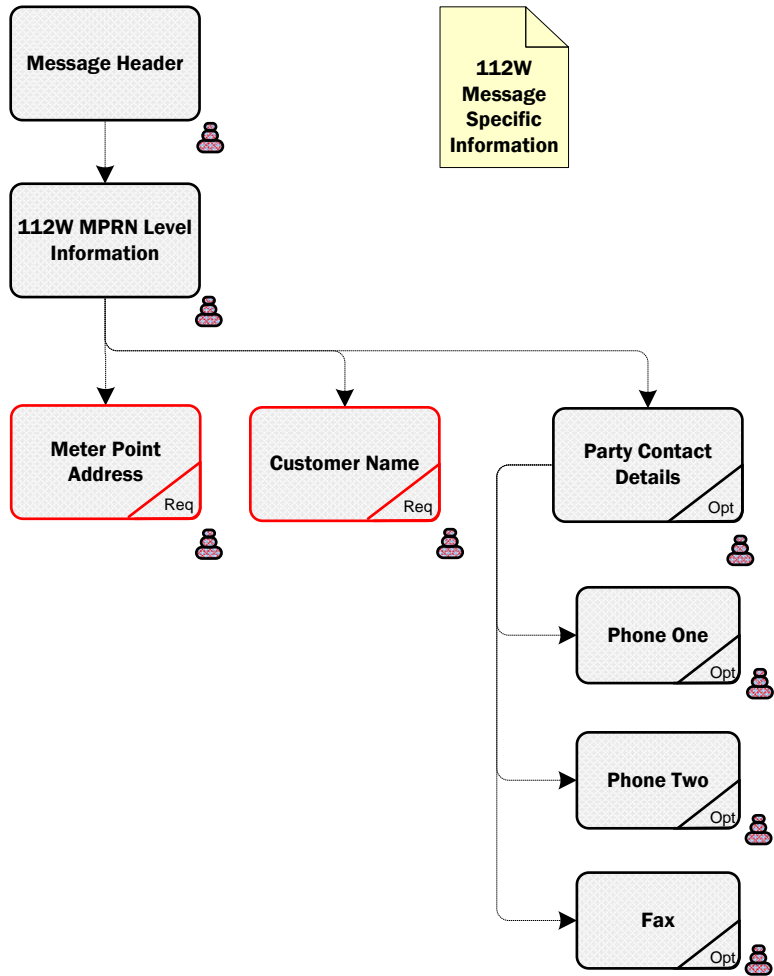 Message Header
112W
Message
Specific
Information
112W MPRN Level
Information
Meter Point
Address
Req
Customer Name
Req
Party Contact
Details
Opt
Phone One
Opt
Phone Two
Opt
Fax
Opt